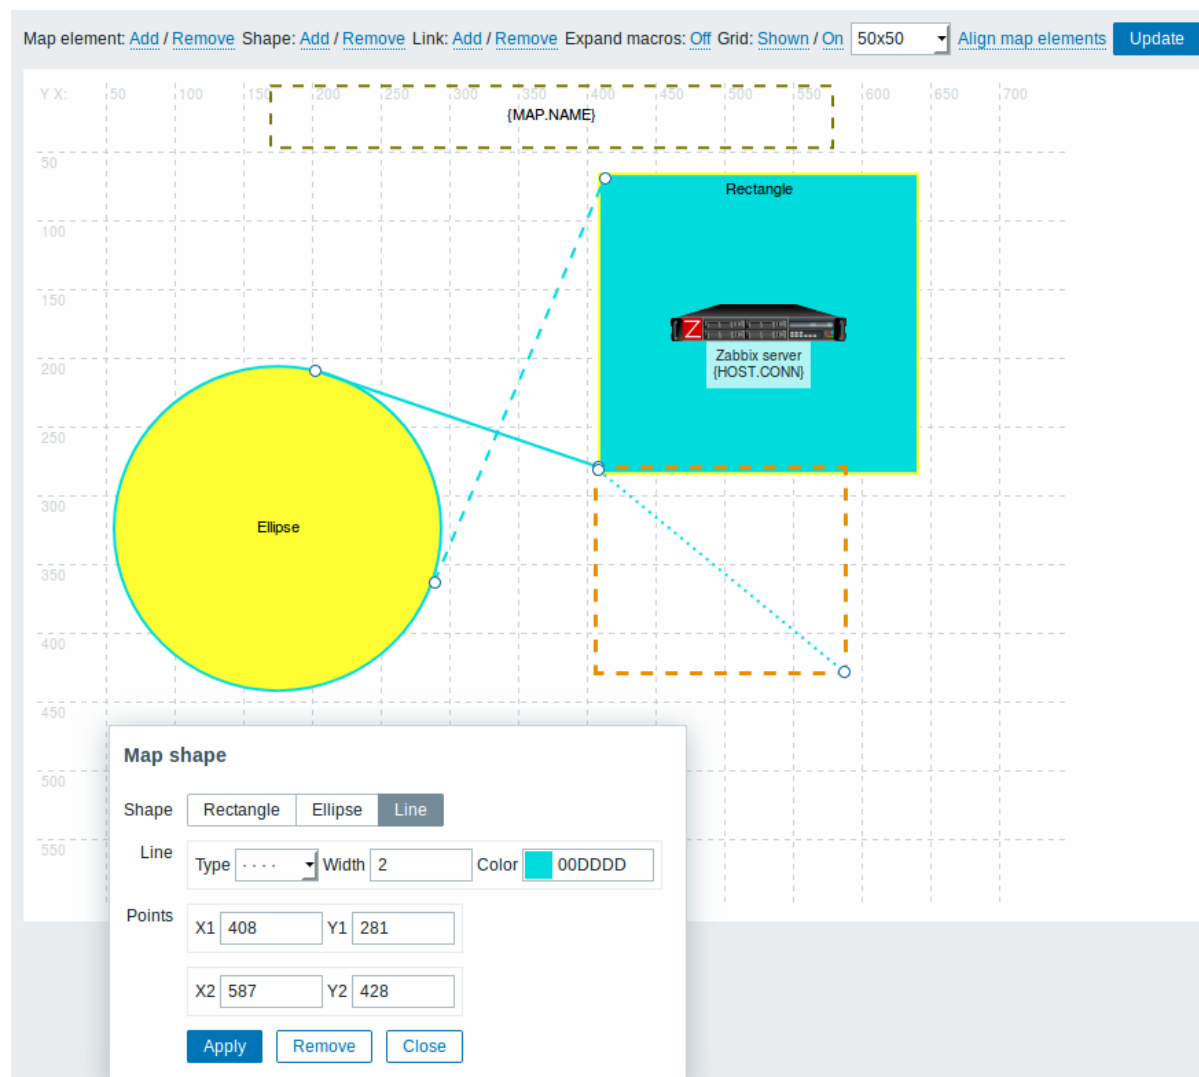 Map element: Add / Remove Shape: Add / Remove Link: Add / Remove Expand macros: Off Grid: Shown / On 50x50 Align map elements Update
Y X: 50 100 150 200 250 300 350 400 450 500 550 600 650 700
{MAP.NAME}
50
Rectangle
100
150
Z
Zabbix server
200
{HOST.CONN}
250
300
Ellipse
350
400
450
Map shape
500
Shape Rectangle Ellipse Line
550
Line Type Width 2 Color 00DDDD
Points X1 408 Y1 281
X2 587 Y2 428
Apply Remove Close